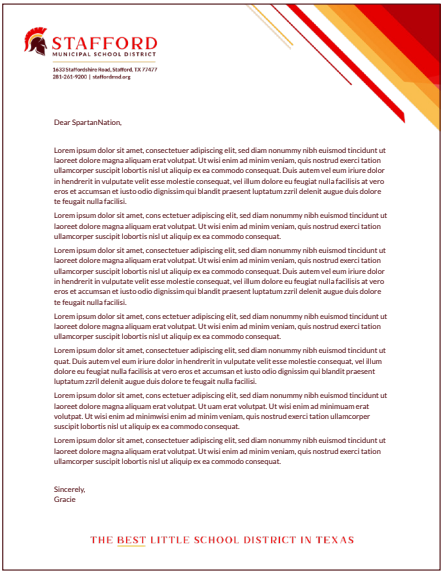 STAFFORD
MUNICIPAL SCHOOL DISTRICT
1633 Staffordshire Road, Stafford, TX 77477
281-261-9200 | staffordmsd.org
Dear SpartanNation,
Lorem ipsum dolor sit amet, consectetuer adipiscing elit, sed diam nonummy nibh euismod tincidunt ut
laoreet dolore magna aliquam erat volutpat. Ut wisi enim ad minim veniam, quis nostrud exerci tation
ullamcorper suscipit lobortis nisl ut aliquip ex ea commodo consequat. Duis autem vel eum iriure dolor
in hendrerit in vulputate velit esse molestie consequat, vel illum dolore eu feugiat nulla facilisis at vero
eros et accumsan et iusto odio dignissim qui blandit praesent luptatum zzril delenit augue duis dolore
te feugait nulla facilisi.
Lorem ipsum dolor sit amet, cons ectetuer adipiscing elit, sed diam nonummy nibh euismod tincidunt ut
laoreet dolore magna aliquam erat volutpat. Ut wisi enim ad minim veniam, quis nostrud exerci tation
ullamcorper suscipit lobortis nisl ut aliquip ex ea commodo consequat.
Lorem ipsum dolor sit amet, consectetuer adipiscing elit, sed diam nonummy nibh euismod tincidunt ut
laoreet dolore magna aliquam erat volutpat. Ut wisi enim ad minim veniam, quis nostrud exerci tation
ullamcorper suscipit lobortis nisl ut aliquip ex ea commodo consequat. Duis autem vel eum iriure dolor
in hendrerit in vulputate velit esse molestie consequat, vel illum dolore eu feugiat nulla facilisis at vero
eros et accumsan et iusto odio dignissim qui blandit praesent luptatum zzril delenit augue duis dolore
te feugait nulla facilisi.
Lorem ipsum dolor sit amet, cons ectetuer adipiscing elit, sed diam nonummy nibh euismod tincidunt ut
laoreet dolore magna aliquam erat volutpat. Ut wisi enim ad minim veniam, quis nostrud exerci tation
ullamcorper suscipit lobortis nisl ut aliquip ex ea commodo consequat.
Lorem ipsum dolor sit amet, consectetuer adipiscing elit, sed diam nonummy nibh euismod tincidunt ut
quat. Duis autem vel eum iriure dolor in hendrerit in vulputate velit esse molestie consequat, vel illum
dolore eu feugiat nulla facilisis at vero eros et accumsan et iusto odio dignissim qui blandit praesent
luptatum zzril delenit augue duis dolore te feugait nulla facilisi.
Lorem ipsum dolor sit amet, cons ectetuer adipiscing elit, sed diam nonummy nibh euismod tincidunt ut
laoreet dolore magna aliquam erat volutpat. Ut uam erat volutpat. Ut wisi enim ad minimuam erat
volutpat. Ut wisi enim ad minimwisi enim ad minim veniam, quis nostrud exerci tation ullamcorper
suscipit lobortis nisl ut aliquip ex ea commodo consequat.
Lorem ipsum dolor sit amet, consectetuer adipiscing elit, sed diam nonummy nibh euismod tincidunt ut
laoreet dolore magna aliquam erat volutpat. Ut wisi enim ad minim veniam, quis nostrud exerci tation
ullamcorper suscipit lobortis nisl ut aliquip ex ea commodo consequat.
Sincerely,
Gracie
THE BEST LITTLE SCHOOL DISTRICT IN TEXAS